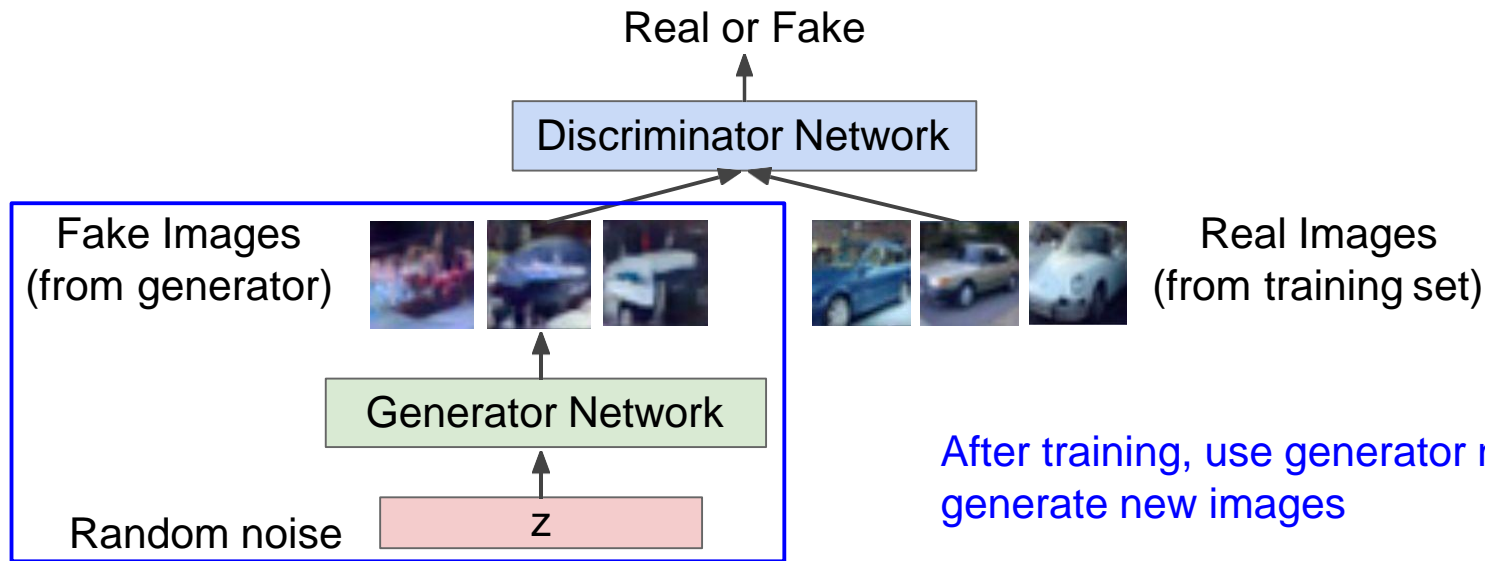 Real or Fake
Discriminator Network
Fake Images
(from generator)
Real Images
(from training set)
Generator Network
After training, use generator
generate new images
Random noise
z